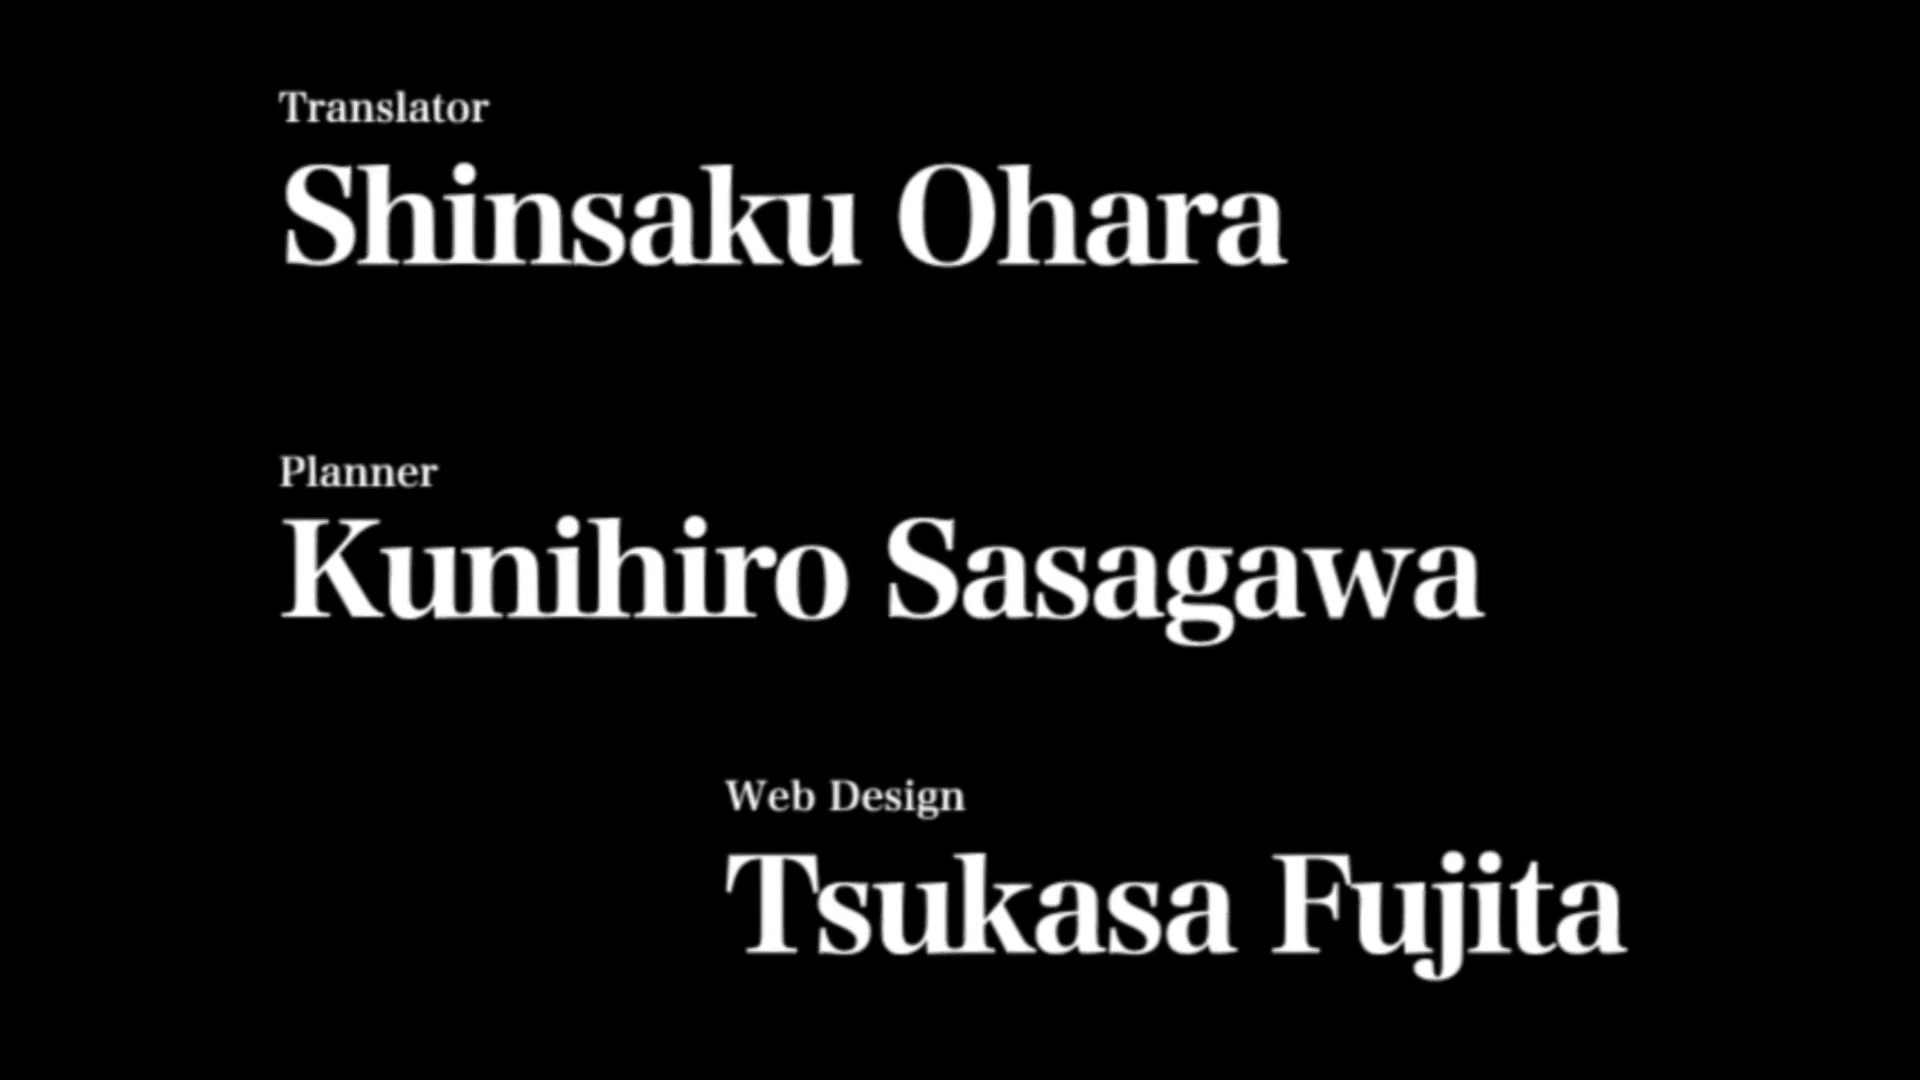 Translator
Shinsaku Ohara
Planner
Kunihiro Sasagawa
Web Design
Tsukasa Fujita